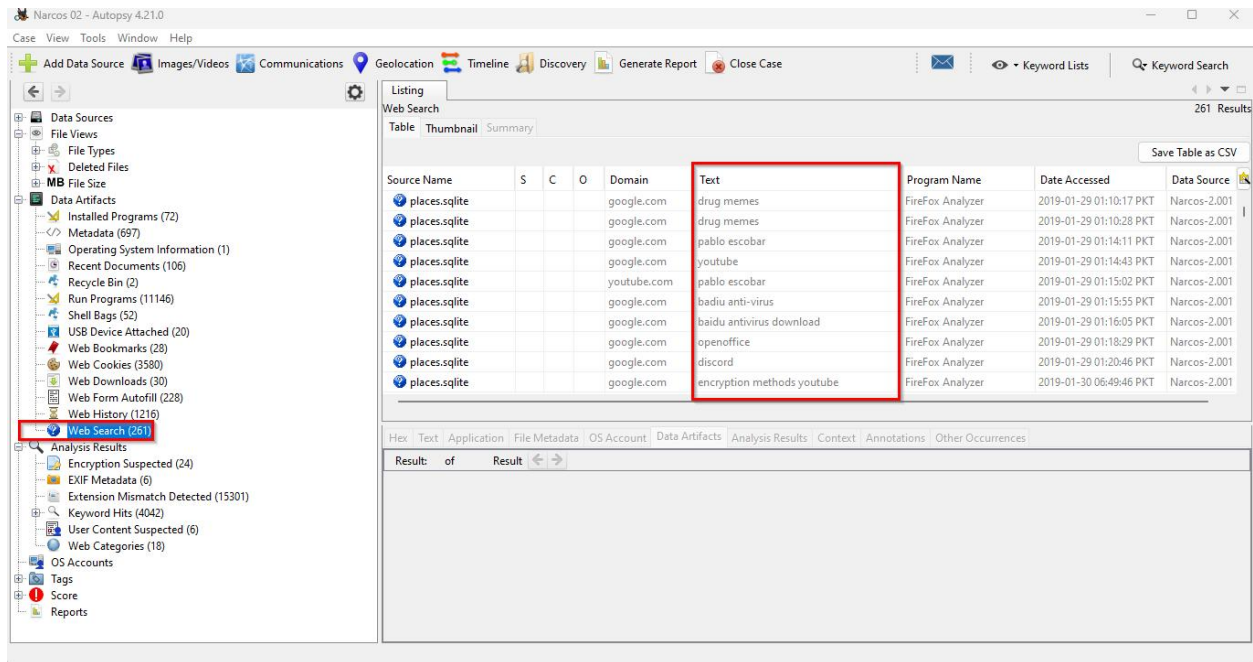 Narcos 02 - Autopsy 4.21.0
Case View Tools Window Help
Add Data Source Images/Videos Communications Geolocation Timeline Discovery Generate Report Close Case Keyword Lists Keyword Search
Data Sources
File Views
File Types
Deleted Files
MB File Size
Data Artifacts
Installed Programs (72)
Metadata (697)
Operating System Information (1)
Recent Documents (106)
Recycle Bin (2)
Run Programs (11146)
Shell Bags (52)
USB Device Attached (20)
Web Bookmarks (28)
Web Cookies (3580)
Web Downloads (30)
Web Form Autofill (228)
Web History (1216)
Web Search (261)
Analysis Results
Encryption Suspected (24)
EXIF Metadata (6)
Extension Mismatch Detected (15301)
Keyword Hits (4042)
User Content Suspected (6)
Web Categories (18)
OS Accounts
Tags
Score
Reports
Listing
Web Search 261 Results
Table Thumbnail Summary
Save Table as CSV
Source Name S C O Domain Text Program Name Date Accessed Data Source
places.sqlite google.com drug memes FireFox Analyzer 2019-01-29 01:10:17 PKT Narcos-2.001
places.sqlite google.com drug memes FireFox Analyzer 2019-01-29 01:10:28 PKT Narcos-2.001
places.sqlite google.com pablo escobar FireFox Analyzer 2019-01-29 01:14:11 PKT Narcos-2.001
places.sqlite google.com youtube FireFox Analyzer 2019-01-29 01:14:43 PKT Narcos-2.001
places.sqlite youtube.com pablo escobar FireFox Analyzer 2019-01-29 01:15:02 PKT Narcos-2.001
places.sqlite google.com badiu anti-virus FireFox Analyzer 2019-01-29 01:15:55 PKT Narcos-2.001
places.sqlite google.com baidu antivirus download FireFox Analyzer 2019-01-29 01:16:05 PKT Narcos-2.001
places.sqlite google.com openoffice FireFox Analyzer 2019-01-29 01:18:29 PKT Narcos-2.001
places.sqlite google.com discord FireFox Analyzer 2019-01-29 01:20:46 PKT Narcos-2.001
places.sqlite google.com encryption methods youtube FireFox Analyzer 2019-01-30 06:49:46 PKT Narcos-2.001
Hex Text Application File Metadata OS Account Data Artifacts Analysis Results Context Annotations Other Occurrences
Result: of Result